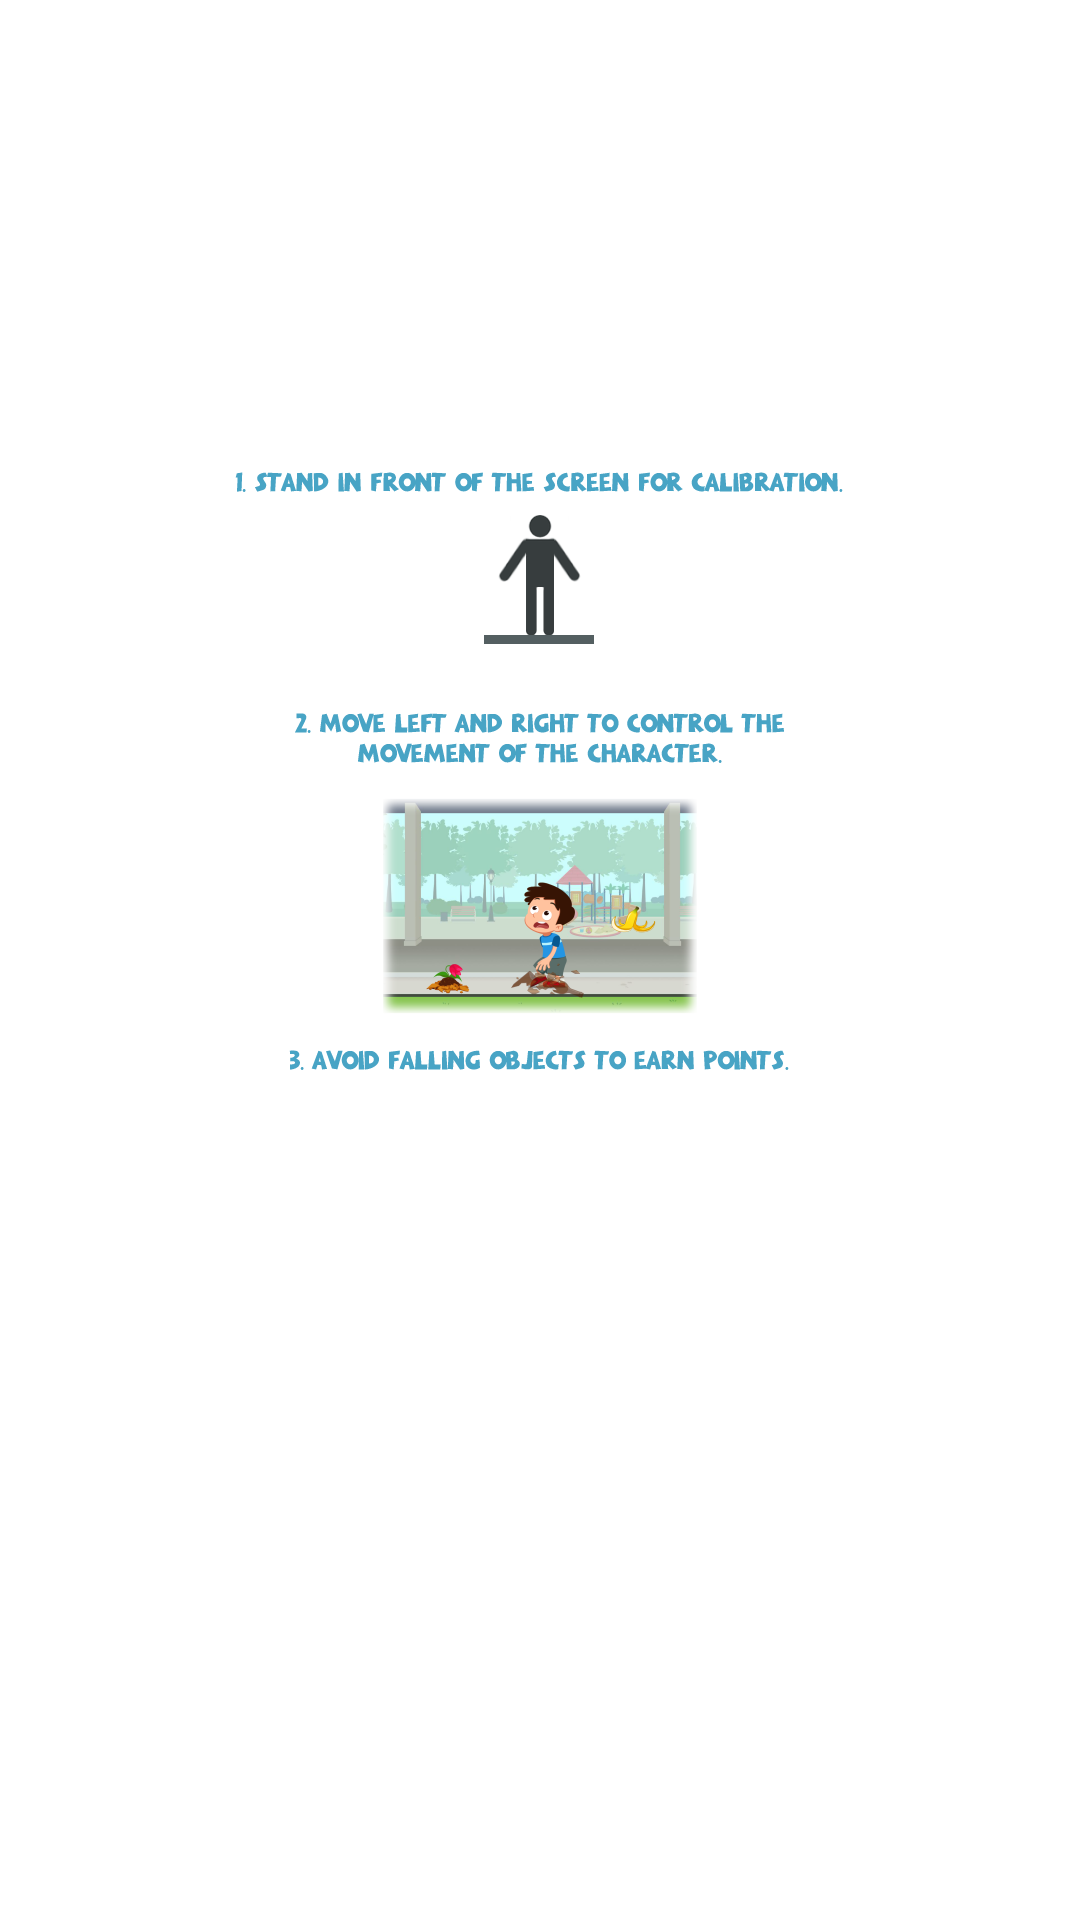 1. STAND IN FRONT OF THE SCREEN FOR CALIBRATION.
2. MOVE LEFT AND RIGHT TO CONTROL THE
MOVEMENT OF THE CHARACTER.
3. AVOID FALLING OBJECTS TO EARN POINTS.